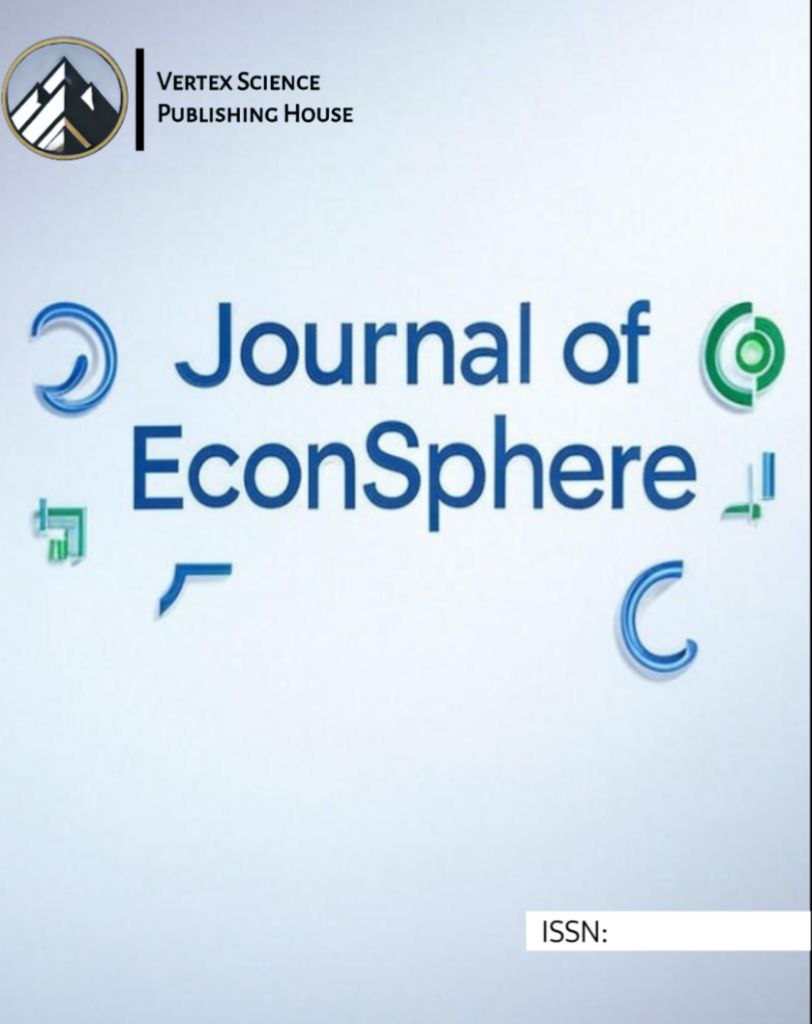 Vertex Science
Publishing House
Journal of
EconSphere
ISSN: